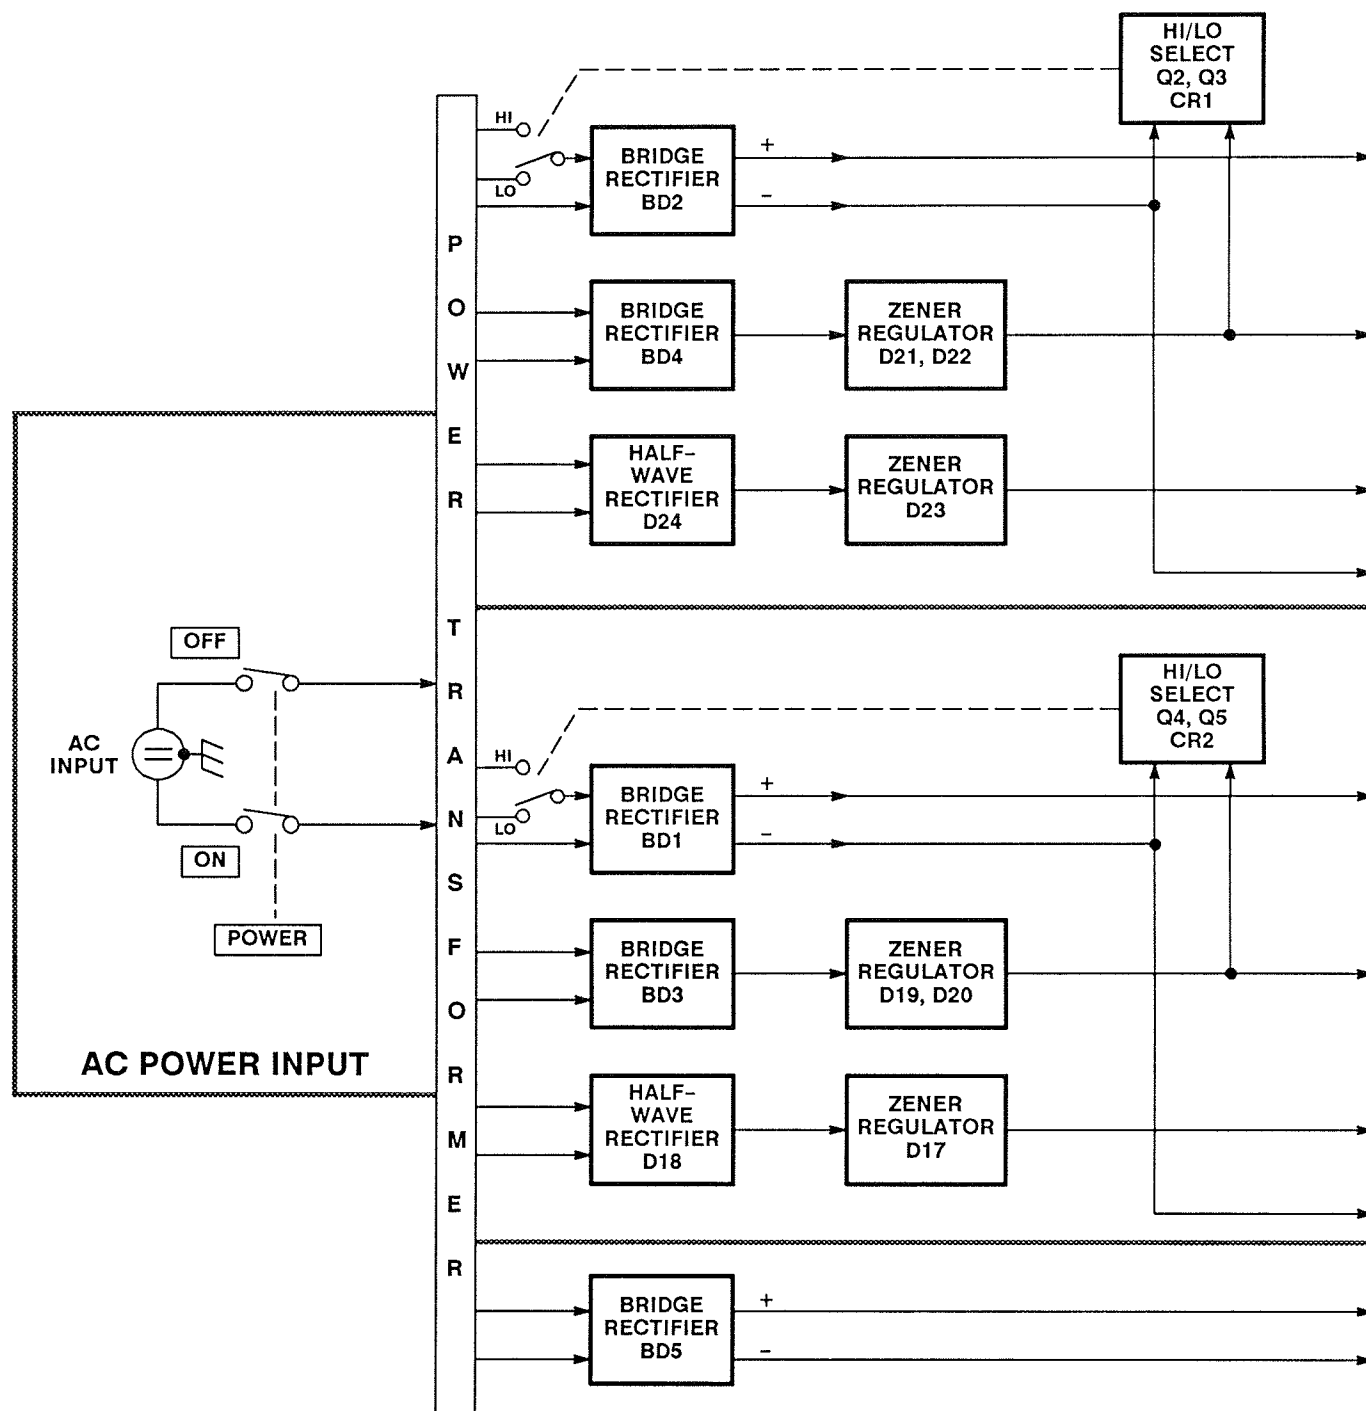 HI/LO
SELECT
Q2, Q3
CR1
HI
LO
BRIDGE
RECTIFIER
BD2
+
−
BRIDGE
RECTIFIER
BD4
ZENER
REGULATOR
D21, D22
HALF–
WAVE
RECTIFIER
D24
ZENER
REGULATOR
D23
POWER TRANSFORMER
OFF
AC
INPUT
ON
POWER
AC POWER INPUT
HI/LO
SELECT
Q4, Q5
CR2
HI
LO
BRIDGE
RECTIFIER
BD1
+
−
BRIDGE
RECTIFIER
BD3
ZENER
REGULATOR
D19, D20
HALF–
WAVE
RECTIFIER
D18
ZENER
REGULATOR
D17
BRIDGE
RECTIFIER
BD5
+
−